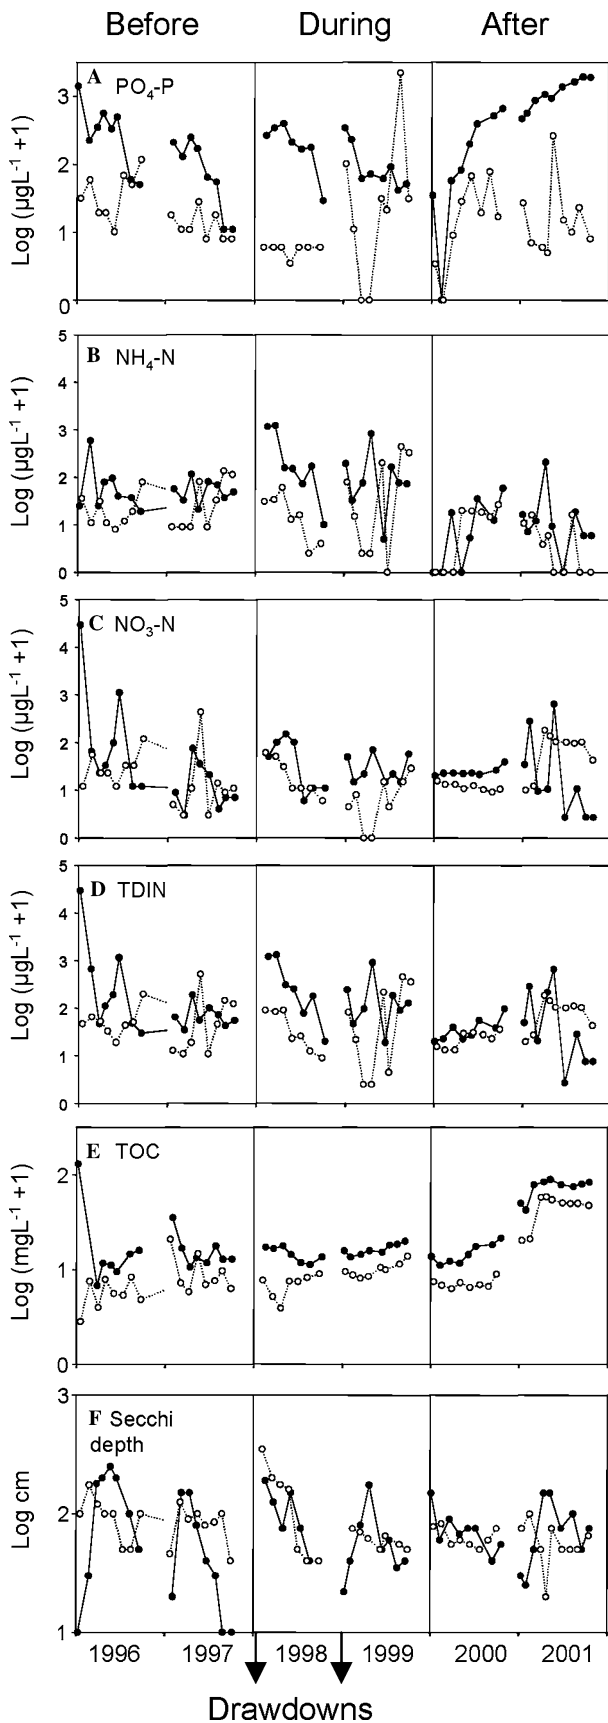 Before During After
A PO₄-P
Log (µgL⁻¹ +1)
3
2
1
0
B NH₄-N
Log (µgL⁻¹ +1)
5
4
3
2
1
0
C NO₃-N
Log (µgL⁻¹ +1)
5
4
3
2
1
0
D TDIN
Log (µgL⁻¹ +1)
5
4
3
2
1
0
E TOC
Log (mgL⁻¹ +1)
2
1
0
F Secchi
depth
Log cm
3
2
1
1996 1997 1998 1999 2000 2001
Drawdowns